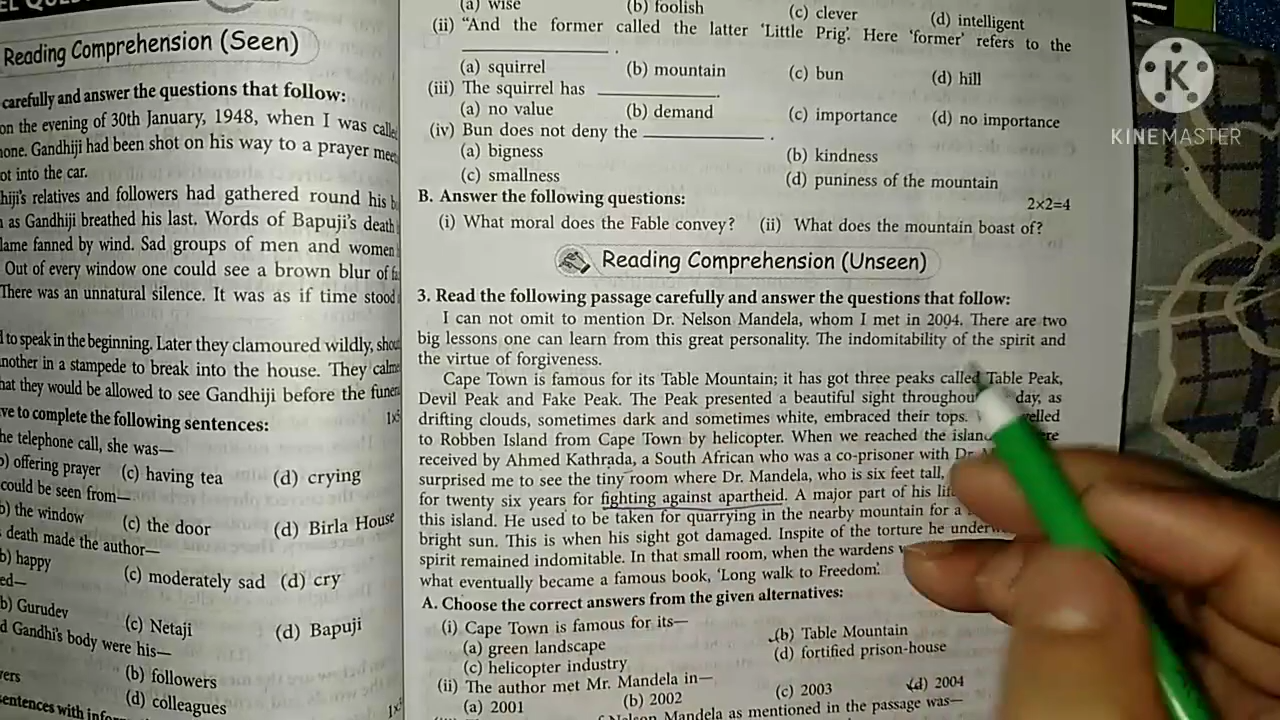 Reading Comprehension (Seen)
carefully and answer the questions that follow:
on the evening of 30th January, 1948, when I was
Gandhiji had been shot on his way to a prayer
into the car.
relatives and followers had gathered round his
as Gandhiji breathed his last. Words of Bapuji's death
fanned by wind. Sad groups of men and women
Out of every window one could see a brown blur of
There was an unnatural silence. It was as if time stood
to speak in the beginning. Later they clamoured wildly,
in a stampede to break into the house. They
that they would be allowed to see Gandhiji before the
to complete the following sentences:
the telephone call, she was—
offering prayer (c) having tea (d) crying
could be seen from—
the window (c) the door (d) Birla House
death made the author—
b) happy (c) moderately sad (d) cry
b) Gurudev (c) Netaji (d) Bapuji
Gandhi's body were his—
(b) followers
(d) colleagues
sentences with
(a) wise (b) foolish (c) clever (d) intelligent
(ii) "And the former called the latter 'Little Prig'. Here 'former' refers to the
____________ .
(a) squirrel (b) mountain (c) bun (d) hill
(iii) The squirrel has ____________.
(a) no value (b) demand (c) importance (d) no importance
(iv) Bun does not deny the ____________ .
(a) bigness (b) kindness
(c) smallness (d) puniness of the mountain
B. Answer the following questions: 2×2=4
(i) What moral does the Fable convey? (ii) What does the mountain boast of?
Reading Comprehension (Unseen)
3. Read the following passage carefully and answer the questions that follow:
I can not omit to mention Dr. Nelson Mandela, whom I met in 2004. There are two
big lessons one can learn from this great personality. The indomitability of the spirit and
the virtue of forgiveness.
Cape Town is famous for its Table Mountain; it has got three peaks called Table Peak,
Devil Peak and Fake Peak. The Peak presented a beautiful sight throughout day, as
drifting clouds, sometimes dark and sometimes white, embraced their tops.
to Robben Island from Cape Town by helicopter. When we reached the island
received by Ahmed Kathrada, a South African who was a co-prisoner with Dr.
surprised me to see the tiny room where Dr. Mandela, who is six feet tall,
for twenty six years for fighting against apartheid. A major part of his
this island. He used to be taken for quarrying in the nearby mountain for a
bright sun. This is when his sight got damaged. Inspite of the torture he
spirit remained indomitable. In that small room, when the wardens
what eventually became a famous book, 'Long walk to Freedom'.
A. Choose the correct answers from the given alternatives:
(i) Cape Town is famous for its—
(a) green landscape (b) Table Mountain
(c) helicopter industry (d) fortified prison-house
(ii) The author met Mr. Mandela in—
(a) 2001 (b) 2002 (c) 2003 (d) 2004
Nelson Mandela as mentioned in the passage was—
K
KINEMASTER